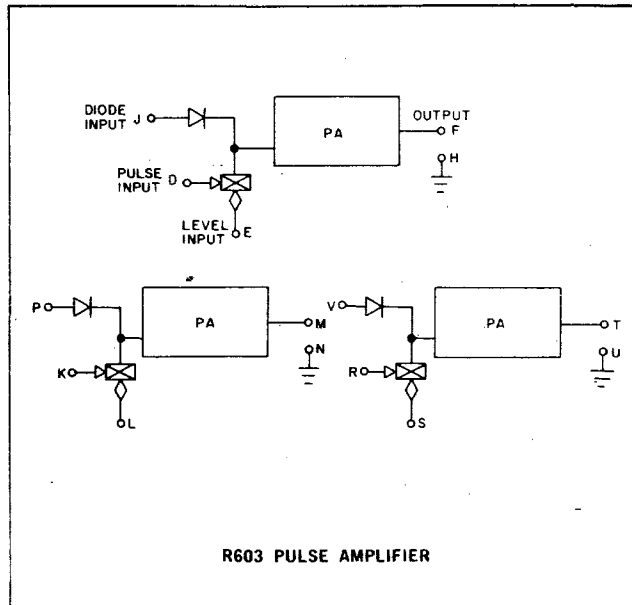 DIODE
INPUT J
PA
OUTPUT
F
H
PULSE
INPUT D
LEVEL
INPUT E
P
PA
M
N
K
L
V
PA
T
U
R
S
R603 PULSE AMPLIFIER